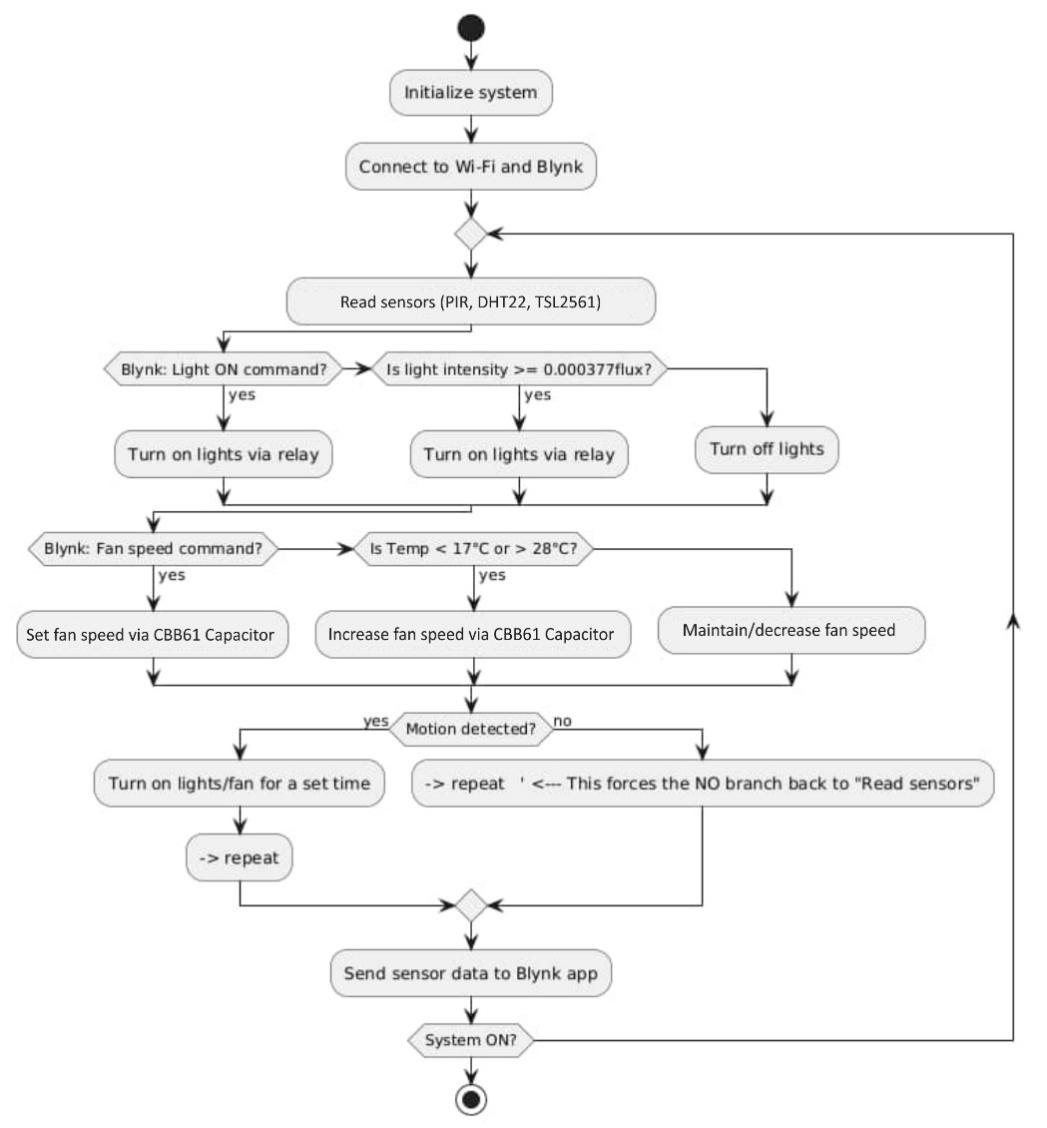 Initialize system
Connect to Wi-Fi and Blynk
Read sensors (PIR, DHT22, TSL2561)
Blynk: Light ON command?
Is light intensity >= 0.000377flux?
yes
yes
Turn on lights via relay
Turn on lights via relay
Turn off lights
Blynk: Fan speed command?
Is Temp < 17°C or > 28°C?
yes
yes
Set fan speed via CBB61 Capacitor
Increase fan speed via CBB61 Capacitor
Maintain/decrease fan speed
yes
Motion detected?
no
Turn on lights/fan for a set time
-> repeat ' <--- This forces the NO branch back to "Read sensors"
-> repeat
Send sensor data to Blynk app
System ON?